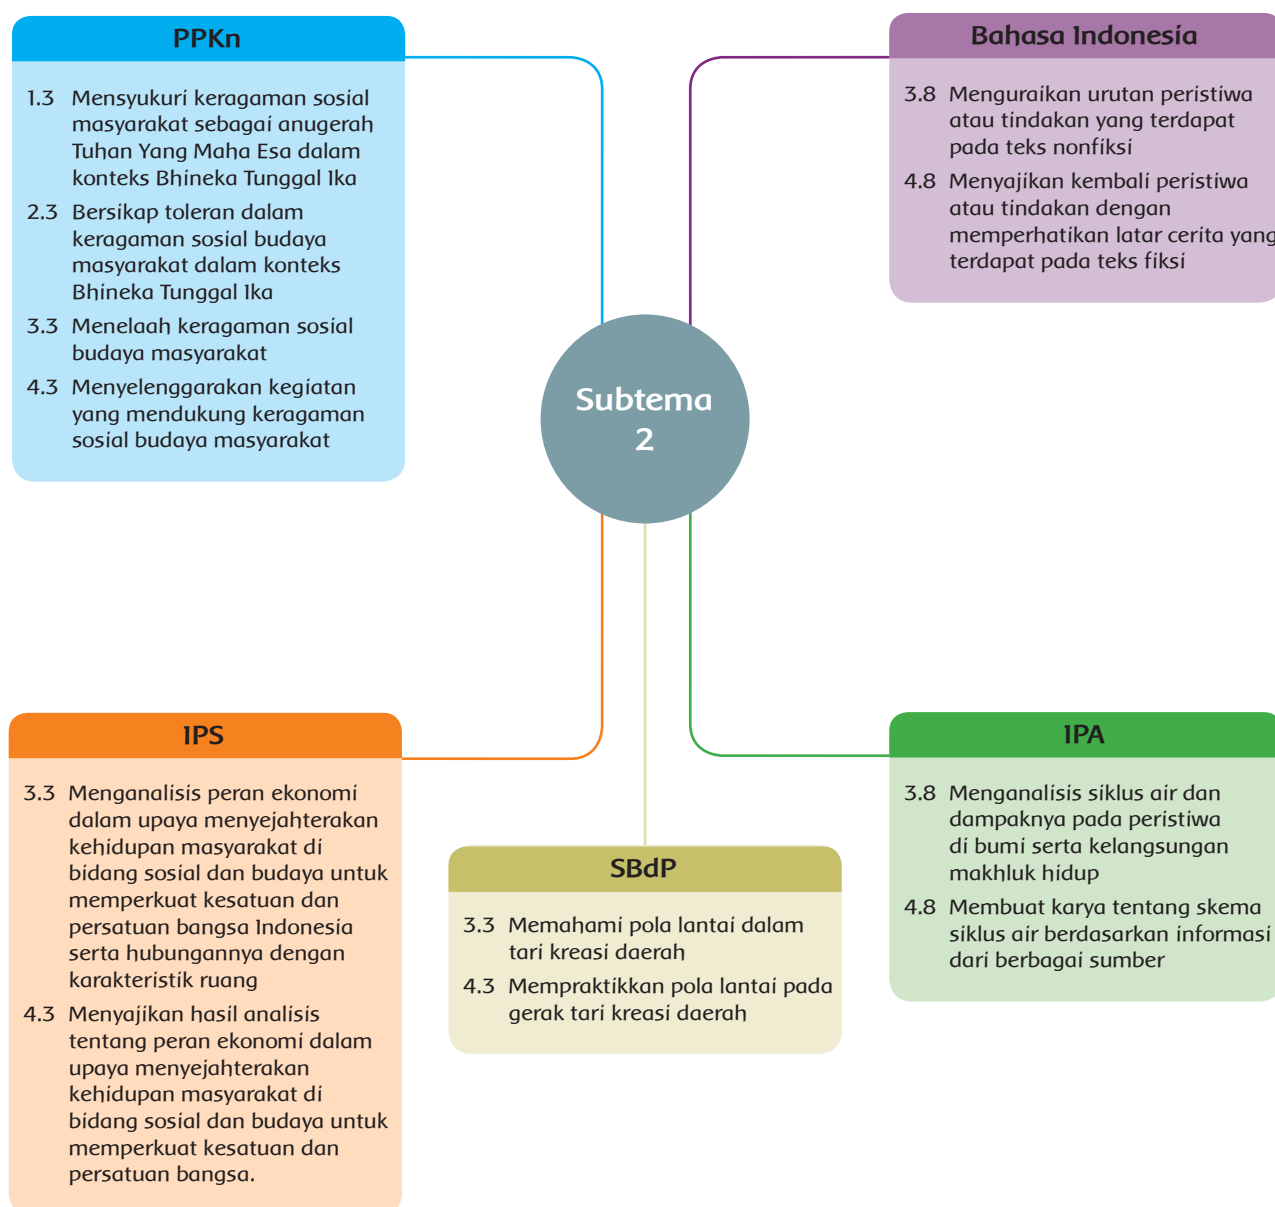 PPKn
1.3 Mensyukuri keragaman sosial
masyarakat sebagai anugerah
Tuhan Yang Maha Esa dalam
konteks Bhineka Tunggal Ika
2.3 Bersikap toleran dalam
keragaman sosial budaya
masyarakat dalam konteks
Bhineka Tunggal Ika
3.3 Menelaah keragaman sosial
budaya masyarakat
4.3 Menyelenggarakan kegiatan
yang mendukung keragaman
sosial budaya masyarakat
Bahasa Indonesia
3.8 Menguraikan urutan peristiwa
atau tindakan yang terdapat
pada teks nonfiksi
4.8 Menyajikan kembali peristiwa
atau tindakan dengan
memperhatikan latar cerita yang
terdapat pada teks fiksi
Subtema
2
IPS
3.3 Menganalisis peran ekonomi
dalam upaya menyejahterakan
kehidupan masyarakat di
bidang sosial dan budaya untuk
memperkuat kesatuan dan
persatuan bangsa Indonesia
serta hubungannya dengan
karakteristik ruang
4.3 Menyajikan hasil analisis
tentang peran ekonomi dalam
upaya menyejahterakan
kehidupan masyarakat di
bidang sosial dan budaya untuk
memperkuat kesatuan dan
persatuan bangsa.
SBdP
3.3 Memahami pola lantai dalam
tari kreasi daerah
4.3 Mempraktikkan pola lantai pada
gerak tari kreasi daerah
IPA
3.8 Menganalisis siklus air dan
dampaknya pada peristiwa
di bumi serta kelangsungan
makhluk hidup
4.8 Membuat karya tentang skema
siklus air berdasarkan informasi
dari berbagai sumber